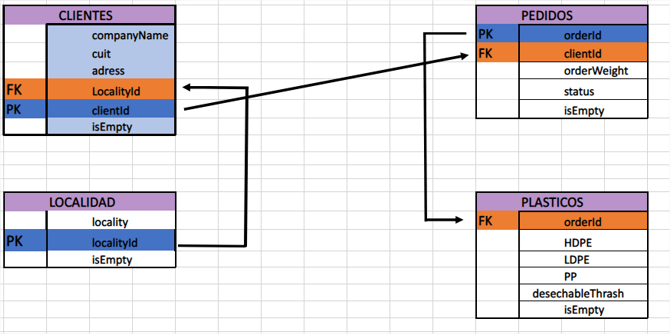 CLIENTES
companyName
cuit
adress
FK LocalityId
PK clientId
isEmpty
LOCALIDAD
locality
PK localityId
isEmpty
PEDIDOS
PK orderId
FK clientId
orderWeight
status
isEmpty
PLASTICOS
FK orderId
HDPE
LDPE
PP
desechableThrash
isEmpty